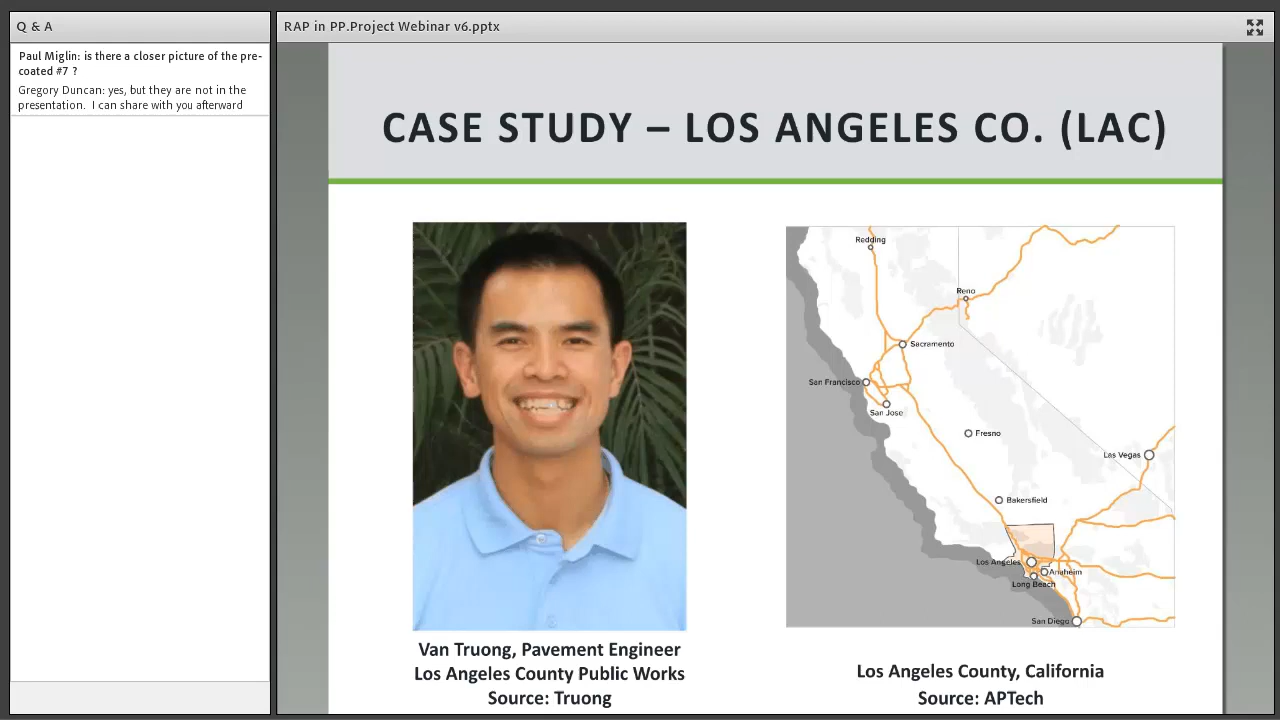 Q & A
Paul Miglin: is there a closer picture of the pre-
coated #7 ?
Gregory Duncan: yes, but they are not in the
presentation. I can share with you afterward
RAP in PP.Project Webinar v6.pptx
CASE STUDY – LOS ANGELES CO. (LAC)
Van Truong, Pavement Engineer
Los Angeles County Public Works
Source: Truong
Redding
Reno
Sacramento
San Francisco
San Jose
Fresno
Las Vegas
Bakersfield
Los Angeles
Anaheim
Long Beach
San Diego
Los Angeles County, California
Source: APTech